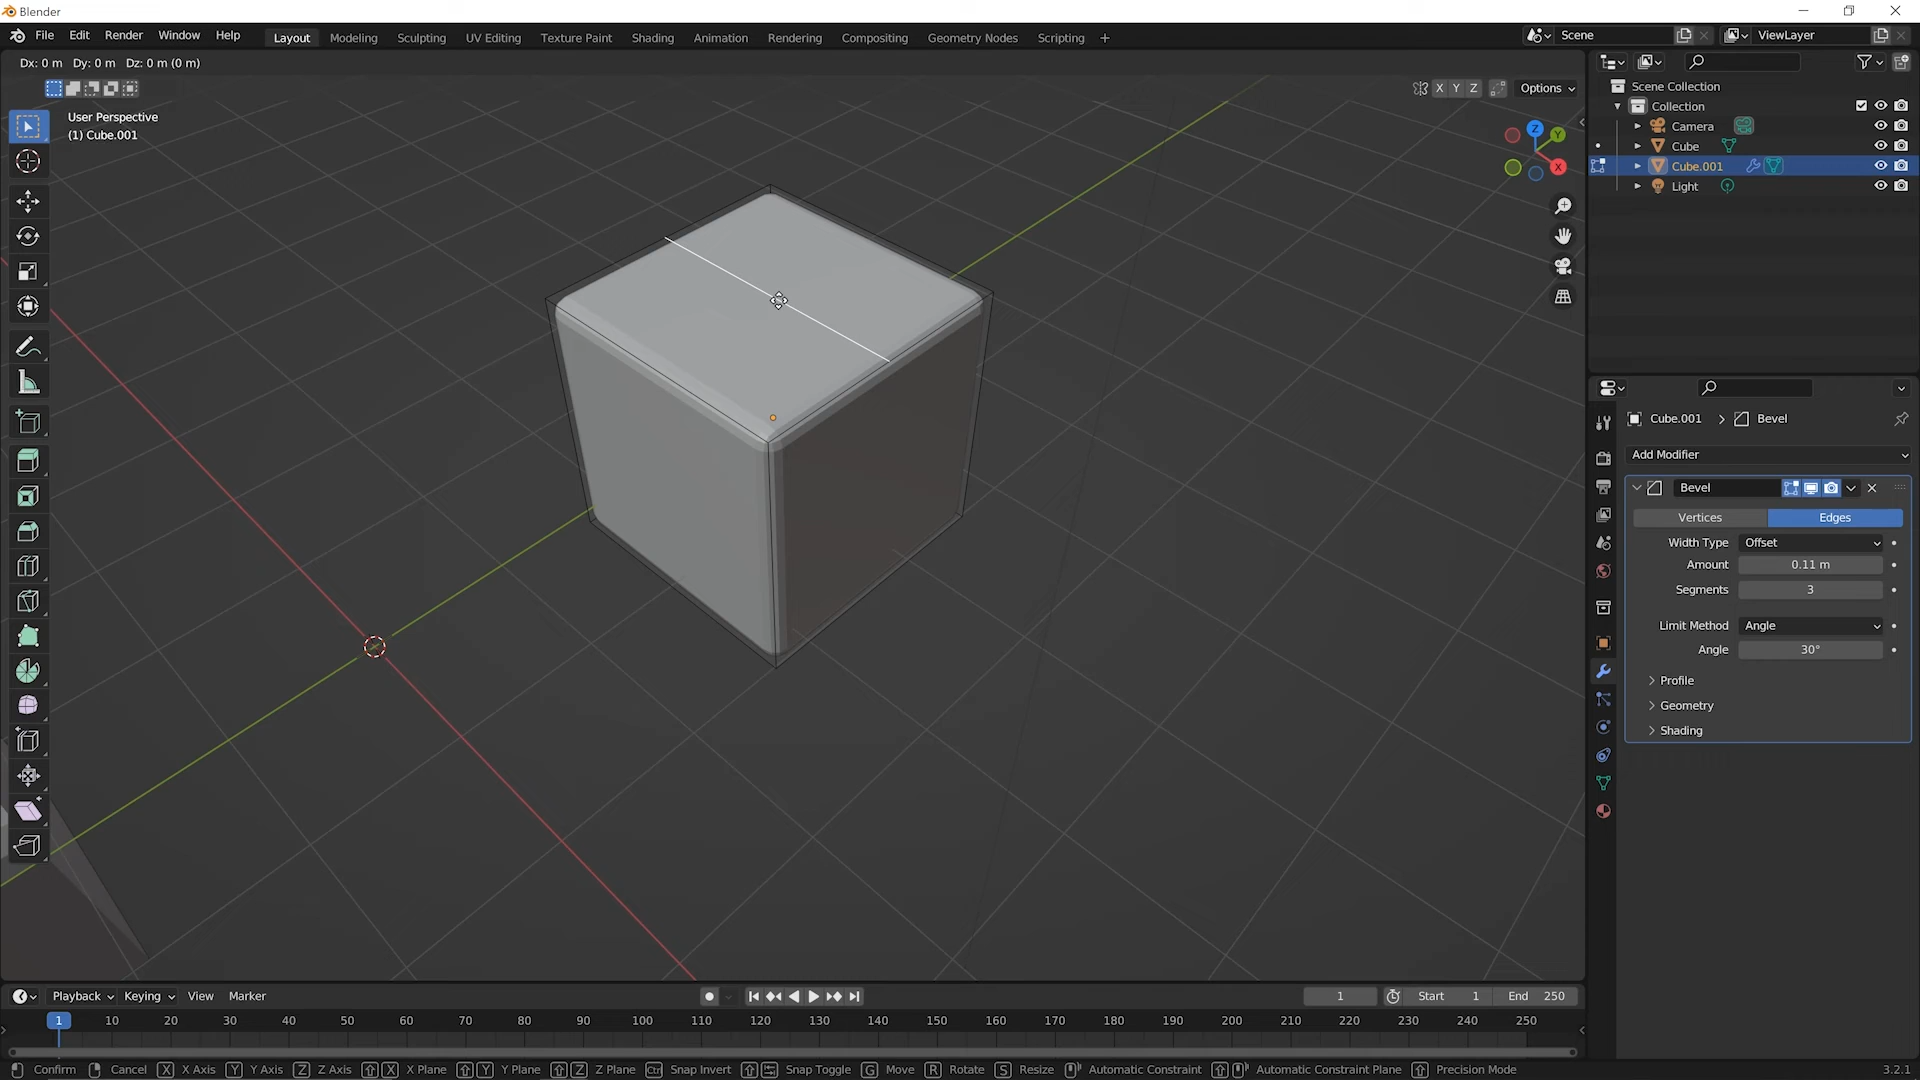 Blender
File Edit Render Window Help Layout Modeling Sculpting UV Editing Texture Paint Shading Animation Rendering Compositing Geometry Nodes Scripting + Scene ViewLayer
Dx: 0 m Dy: 0 m Dz: 0 m (0 m)
X Y Z Options
User Perspective
(1) Cube.001
Z
Y
X
Scene Collection
Collection
Camera
Cube
Cube.001
Light
Cube.001 > Bevel
Add Modifier
Bevel
Vertices Edges
Width Type Offset
Amount 0.11 m
Segments 3
Limit Method Angle
Angle 30°
Profile
Geometry
Shading
Playback Keying View Marker 1 Start 1 End 250
1 10 20 30 40 50 60 70 80 90 100 110 120 130 140 150 160 170 180 190 200 210 220 230 240 250
Confirm Cancel X X Axis Y Y Axis Z Z Axis X X Plane Y Y Plane Z Z Plane Ctrl Snap Invert Snap Toggle G Move R Rotate S Resize Automatic Constraint Automatic Constraint Plane Precision Mode 3.2.1